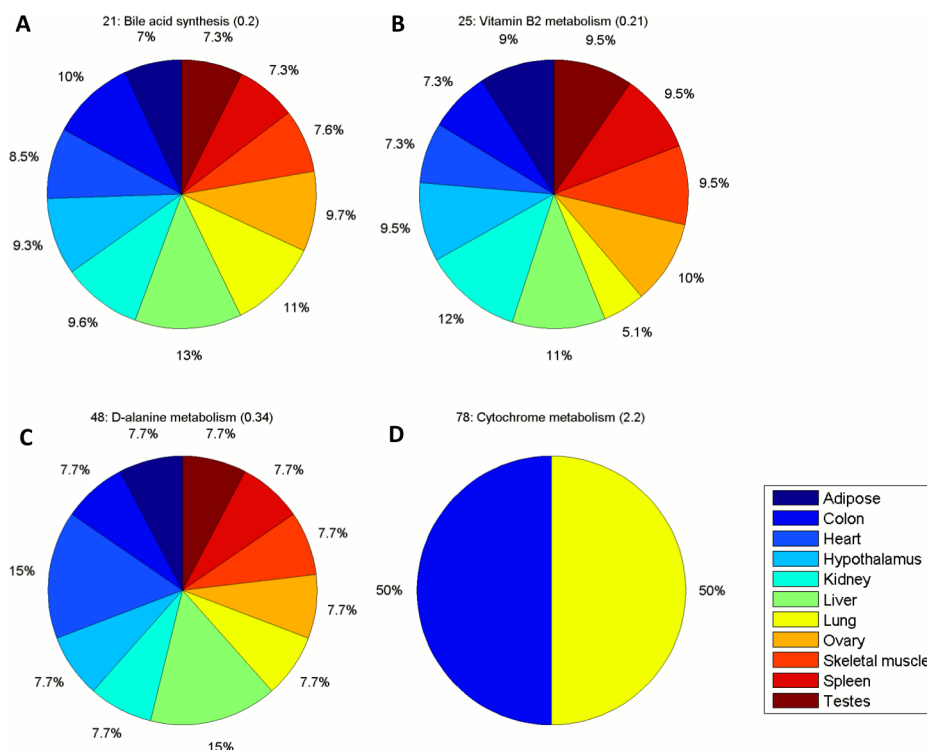 A
21: Bile acid synthesis (0.2)
7%
7.3%
10%
7.3%
7.6%
8.5%
9.7%
9.3%
11%
9.6%
13%
B
25: Vitamin B2 metabolism (0.21)
9%
9.5%
7.3%
9.5%
7.3%
9.5%
9.5%
10%
12%
5.1%
11%
C
48: D-alanine metabolism (0.34)
7.7%
7.7%
7.7%
7.7%
7.7%
15%
7.7%
7.7%
7.7%
7.7%
15%
D
78: Cytochrome metabolism (2.2)
50%
50%
Adipose
Colon
Heart
Hypothalamus
Kidney
Liver
Lung
Ovary
Skeletal muscle
Spleen
Testes